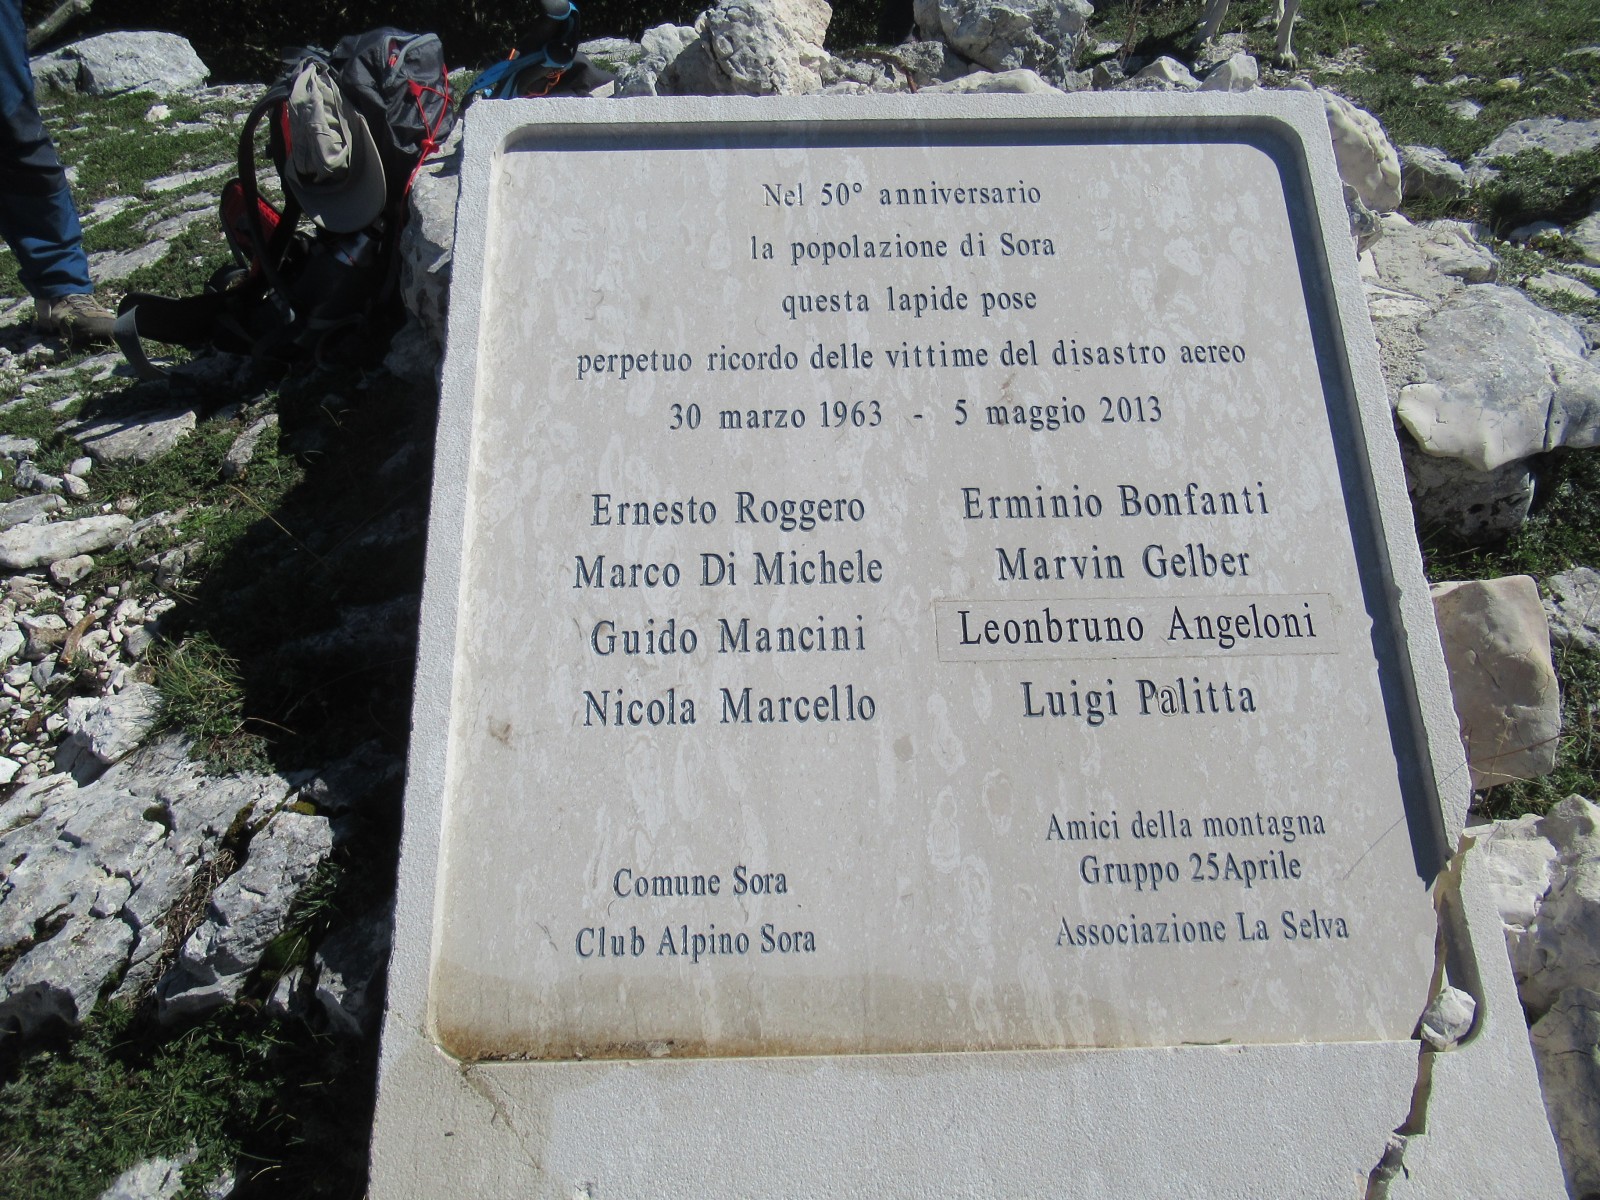 Nel 50° anniversario
la popolazione di Sora
questa lapide pose
perpetuo ricordo delle vittime del disastro aereo
30 marzo 1963 - 5 maggio 2013
Ernesto Roggero
Marco Di Michele
Guido Mancini
Nicola Marcello
Erminio Bonfanti
Marvin Gelber
Leonbruno Angeloni
Luigi Palitta
Comune Sora
Club Alpino Sora
Amici della montagna
Gruppo 25Aprile
Associazione La Selva